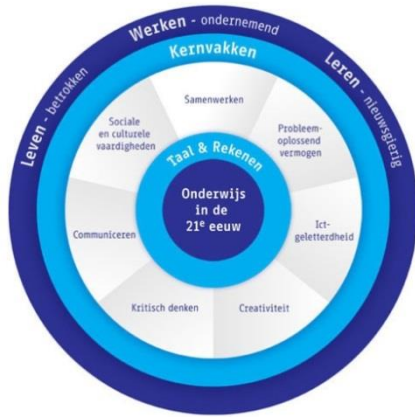 Werken - ondernemend
Leven - betrokken
Leren - nieuwsgierig
Kernvakken
Samenwerken
Probleem-
oplossend
vermogen
Ict-
geletterdheid
Creativiteit
Kritisch denken
Communiceren
Sociale
en culturele
vaardigheden
Taal & Rekenen
Onderwijs
in de
21e eeuw